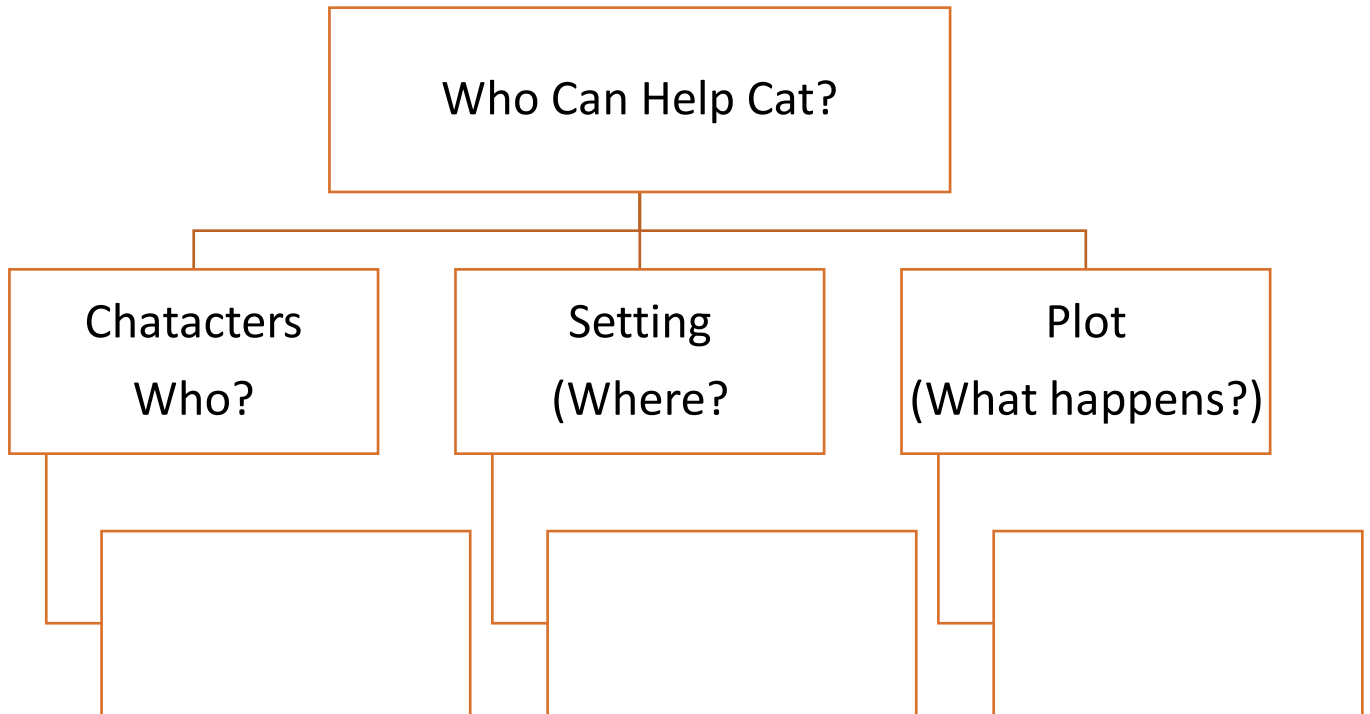 Who Can Help Cat?
Chatacters
Who?
Setting
(Where?
Plot
(What happens?)